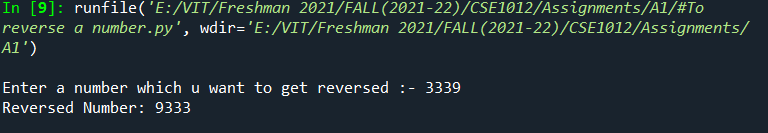 In [9]: runfile('E:/VIT/Freshman 2021/FALL(2021-22)/CSE1012/Assignments/A1/#To
reverse a number.py', wdir='E:/VIT/Freshman 2021/FALL(2021-22)/CSE1012/Assignments/
A1')
Enter a number which u want to get reversed :- 3339
Reversed Number: 9333